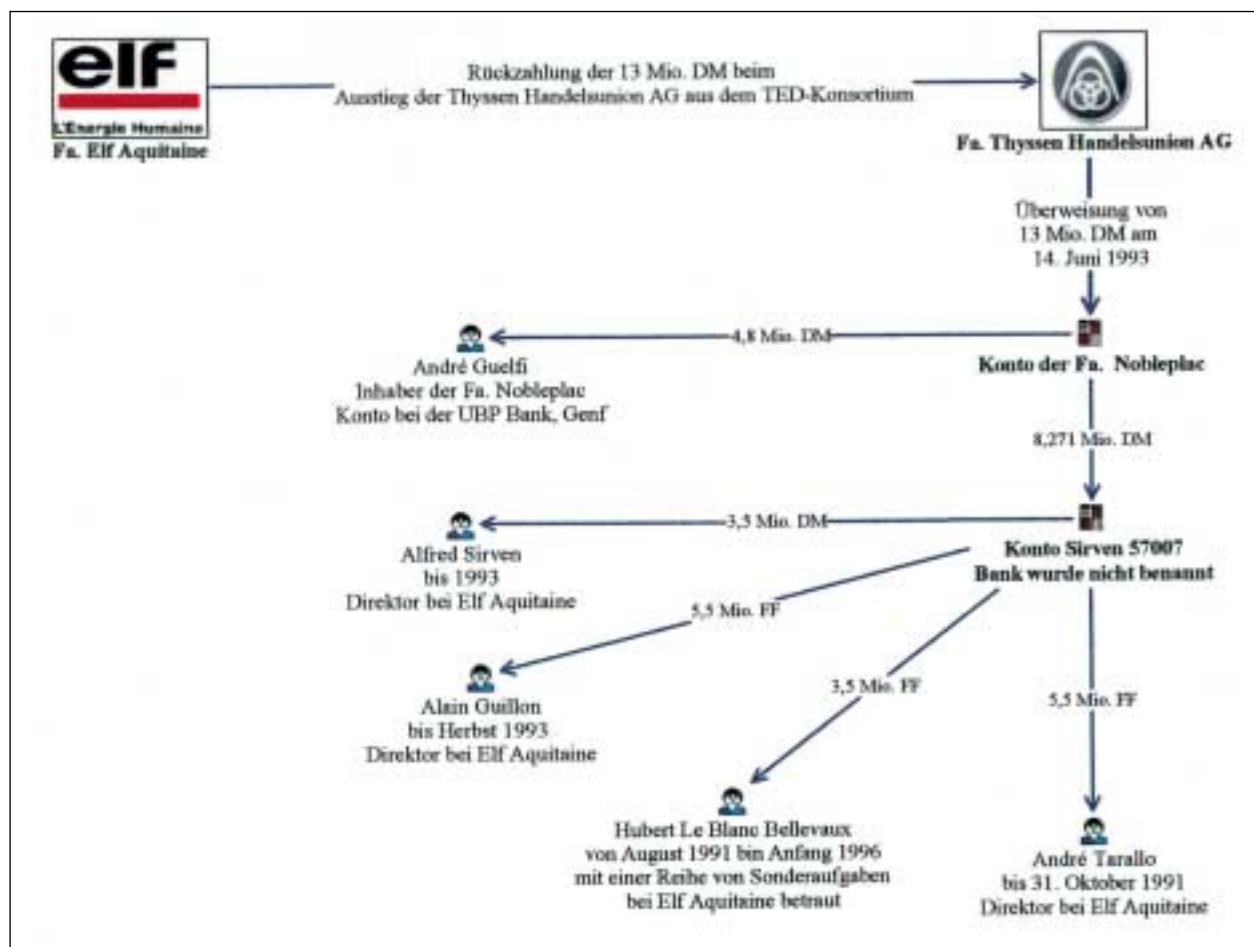 elf
L'Energie Humaine
Fa. Elf Aquitaine
Rückzahlung der 13 Mio. DM beim
Ausstieg der Thyssen Handelsunion AG aus dem TED-Konsortium
Fa. Thyssen Handelsunion AG
Überweisung von
13 Mio. DM am
14. Juni 1993
4,8 Mio. DM
Konto der Fa. Nobleplac
André Guelfi
Inhaber der Fa. Nobleplac
Konto bei der UBP Bank, Genf
8,271 Mio. DM
3,5 Mio. DM
Konto Sirven 57007
Bank wurde nicht benannt
Alfred Sirven
bis 1993
Direktor bei Elf Aquitaine
5,5 Mio. FF
3,5 Mio. FF
5,5 Mio. FF
Alain Guillon
bis Herbst 1993
Direktor bei Elf Aquitaine
Hubert Le Blanc Bellevaux
von August 1991 bin Anfang 1996
mit einer Reihe von Sonderaufgaben
bei Elf Aquitaine betraut
André Tarallo
bis 31. Oktober 1991
Direktor bei Elf Aquitaine